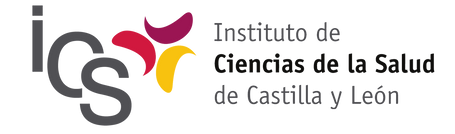 ics
Instituto de
Ciencias de la Salud
de Castilla y León